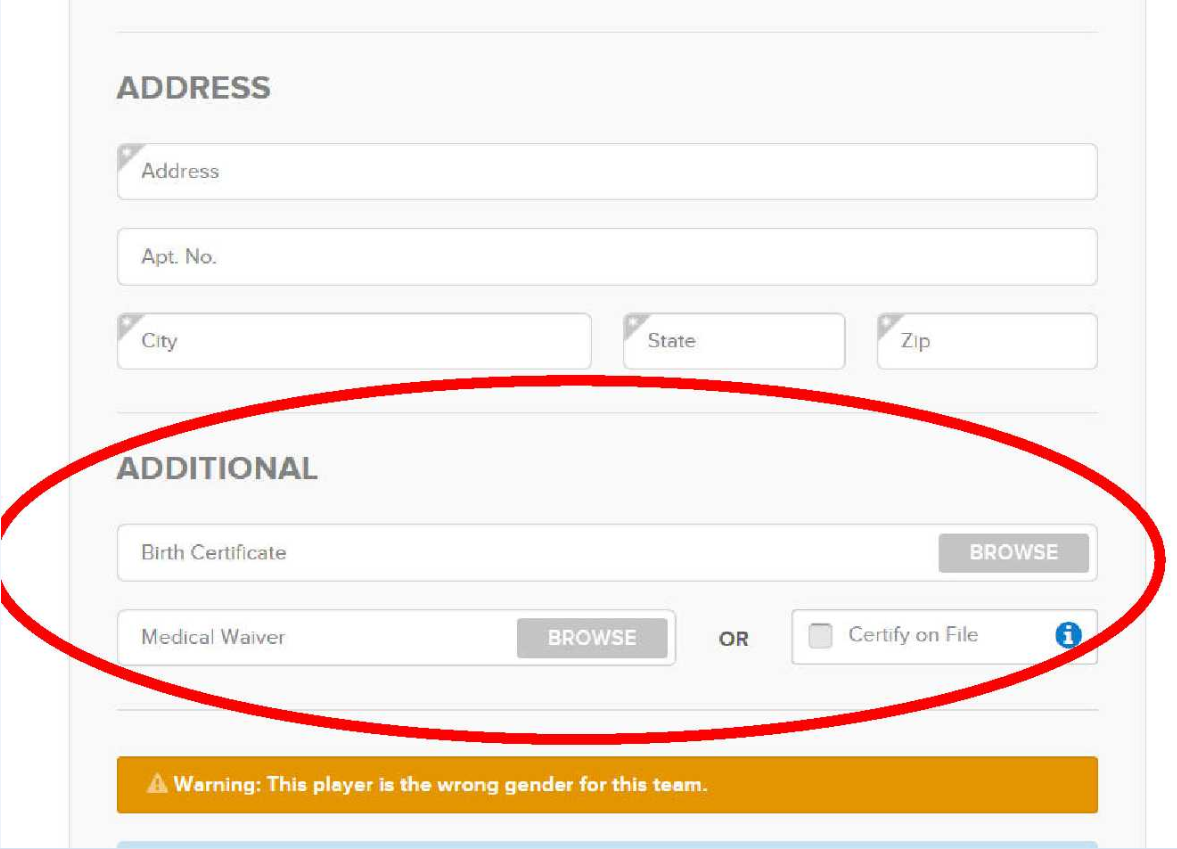 ADDRESS
Address
Apt. No.
City State Zip
ADDITIONAL
Birth Certificate BROWSE
Medical Waiver BROWSE OR Certify on File
Warning: This player is the wrong gender for this team.